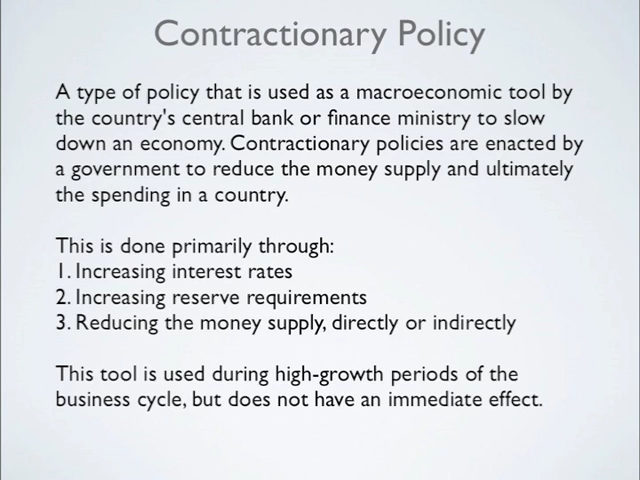 Contractionary Policy
A type of policy that is used as a macroeconomic tool by
the country's central bank or finance ministry to slow
down an economy. Contractionary policies are enacted by
a government to reduce the money supply and ultimately
the spending in a country.
This is done primarily through:
1. Increasing interest rates
2. Increasing reserve requirements
3. Reducing the money supply, directly or indirectly
This tool is used during high-growth periods of the
business cycle, but does not have an immediate effect.